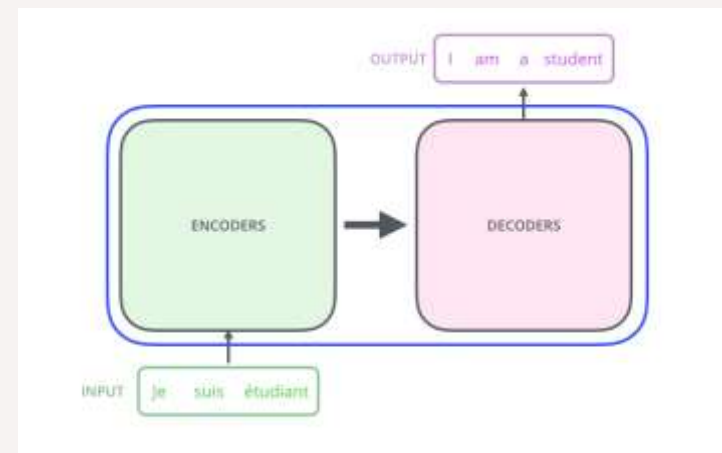 OUTPUT I am a student
ENCODERS
DECODERS
INPUT Je suis étudiant